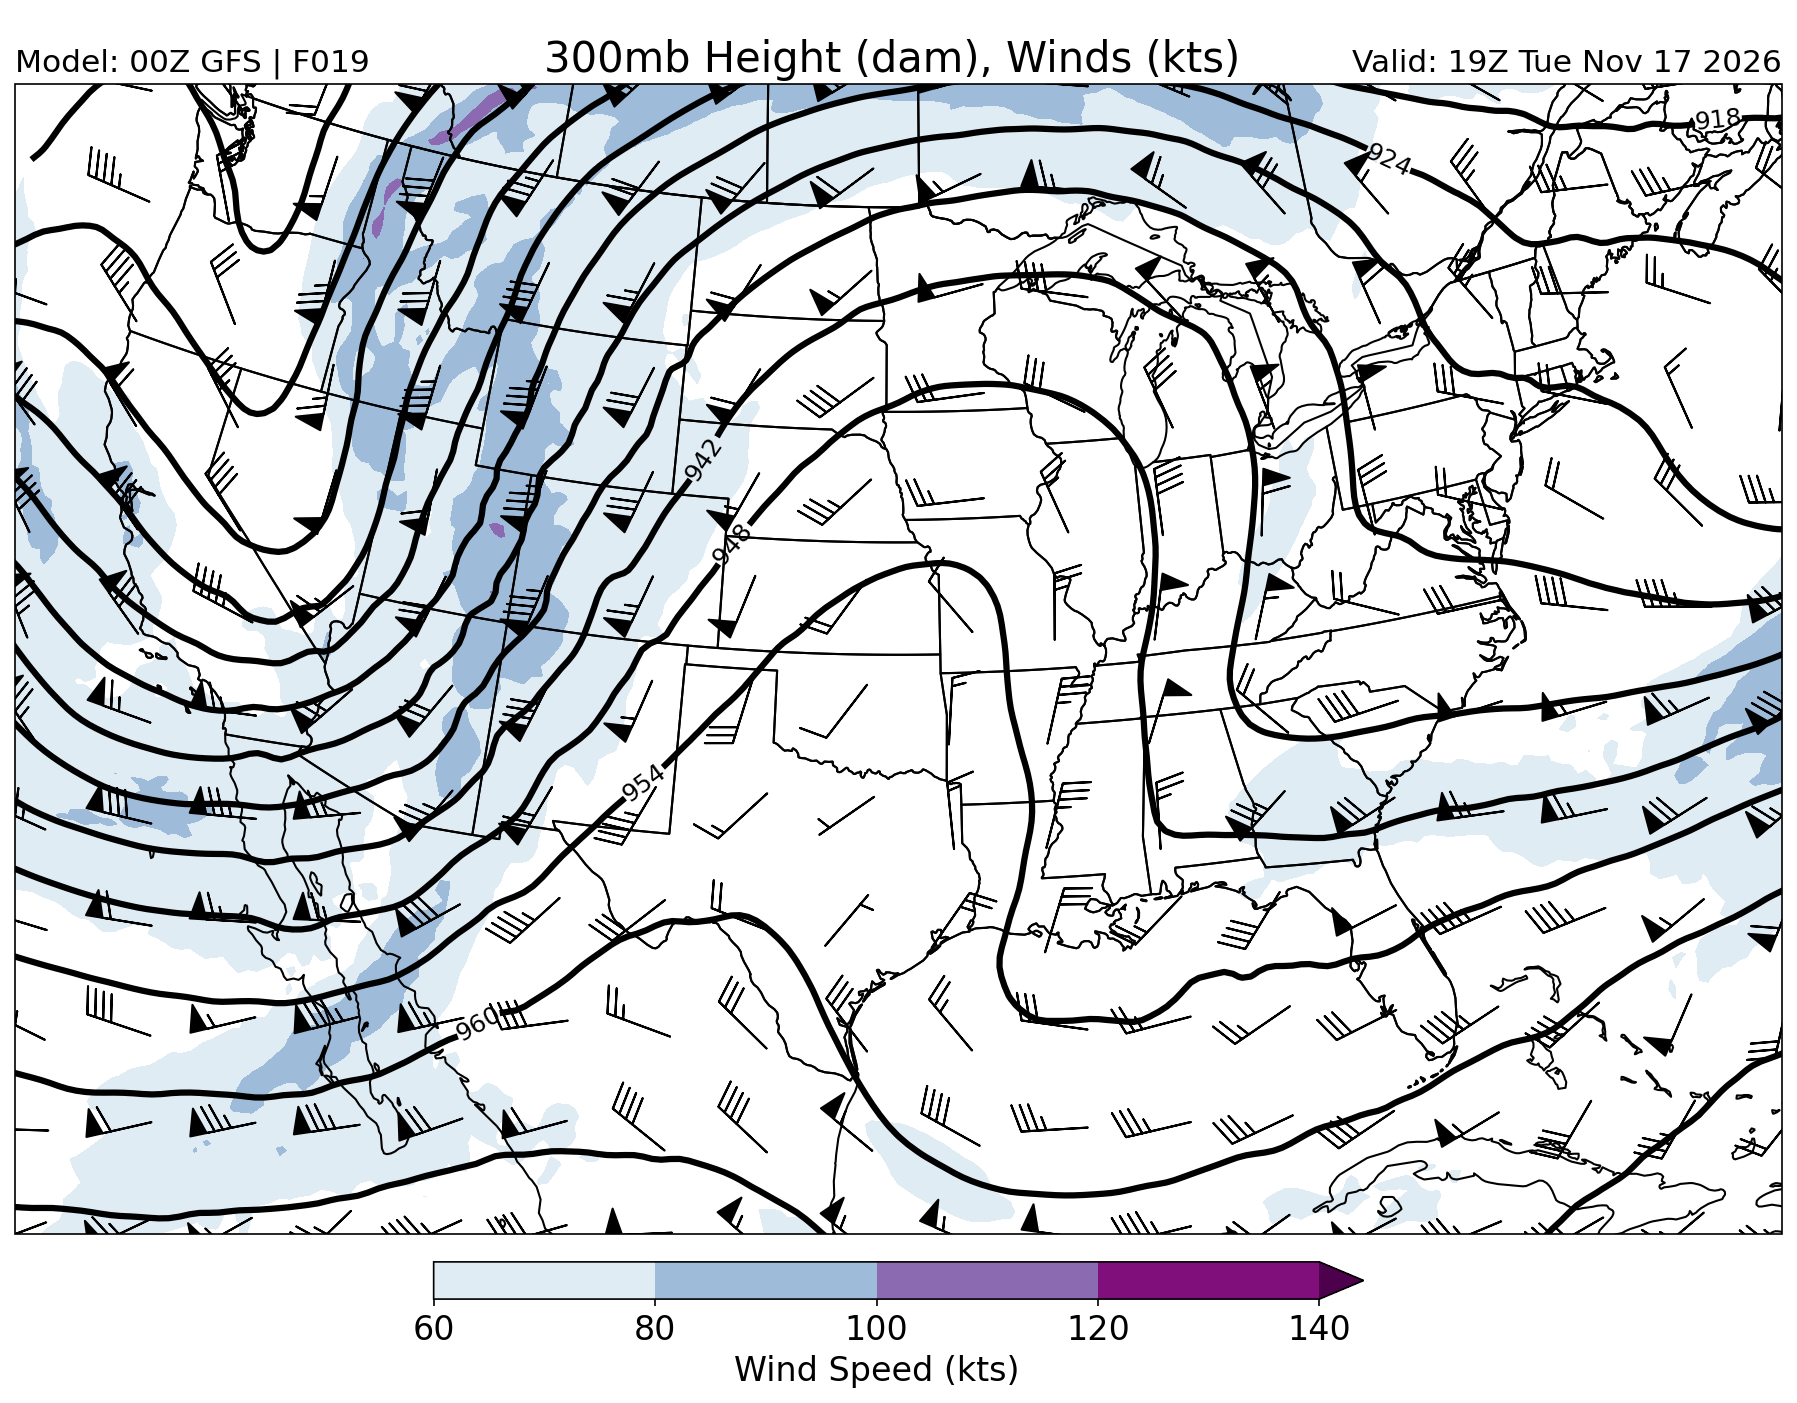 Model: 00Z GFS | F019
300mb Height (dam), Winds (kts)
Valid: 19Z Tue Nov 17 2026
918
924
942
948
954
960
60 80 100 120 140
Wind Speed (kts)